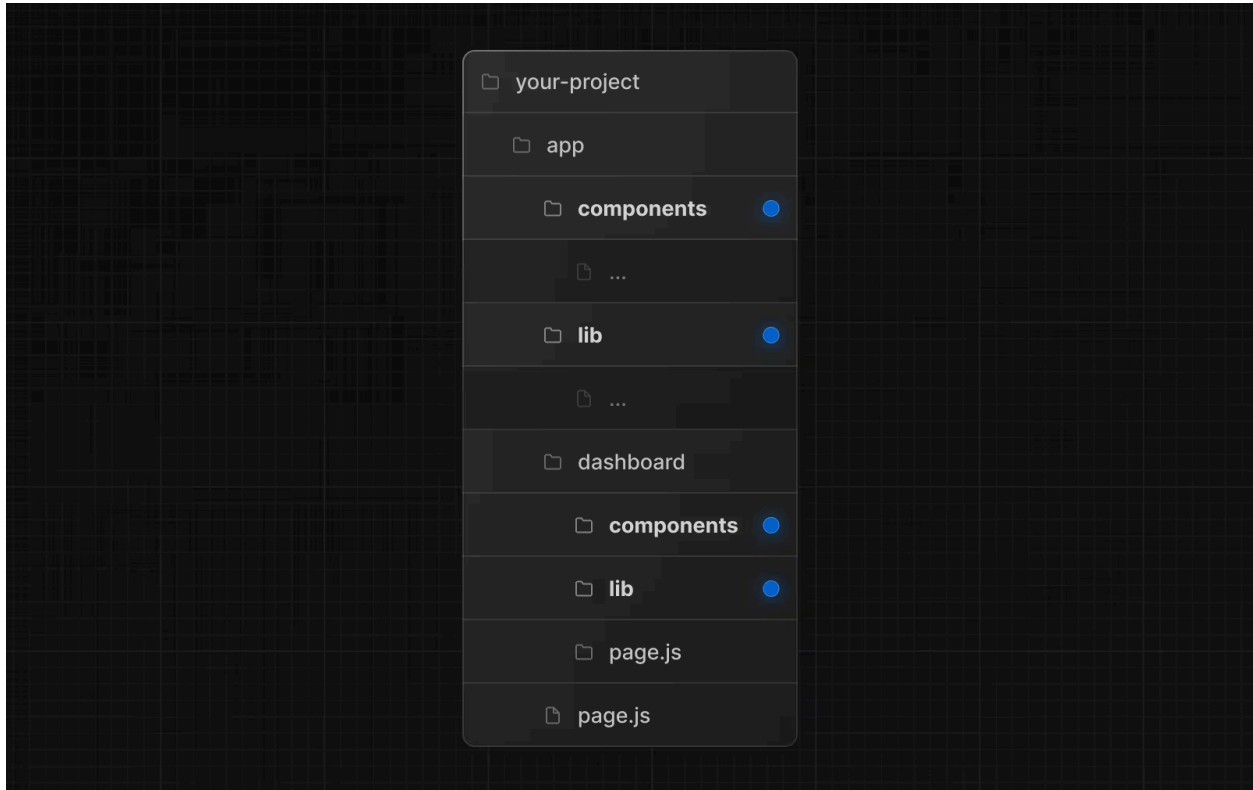 your-project
app
components
...
lib
...
dashboard
components
lib
page.js
page.js